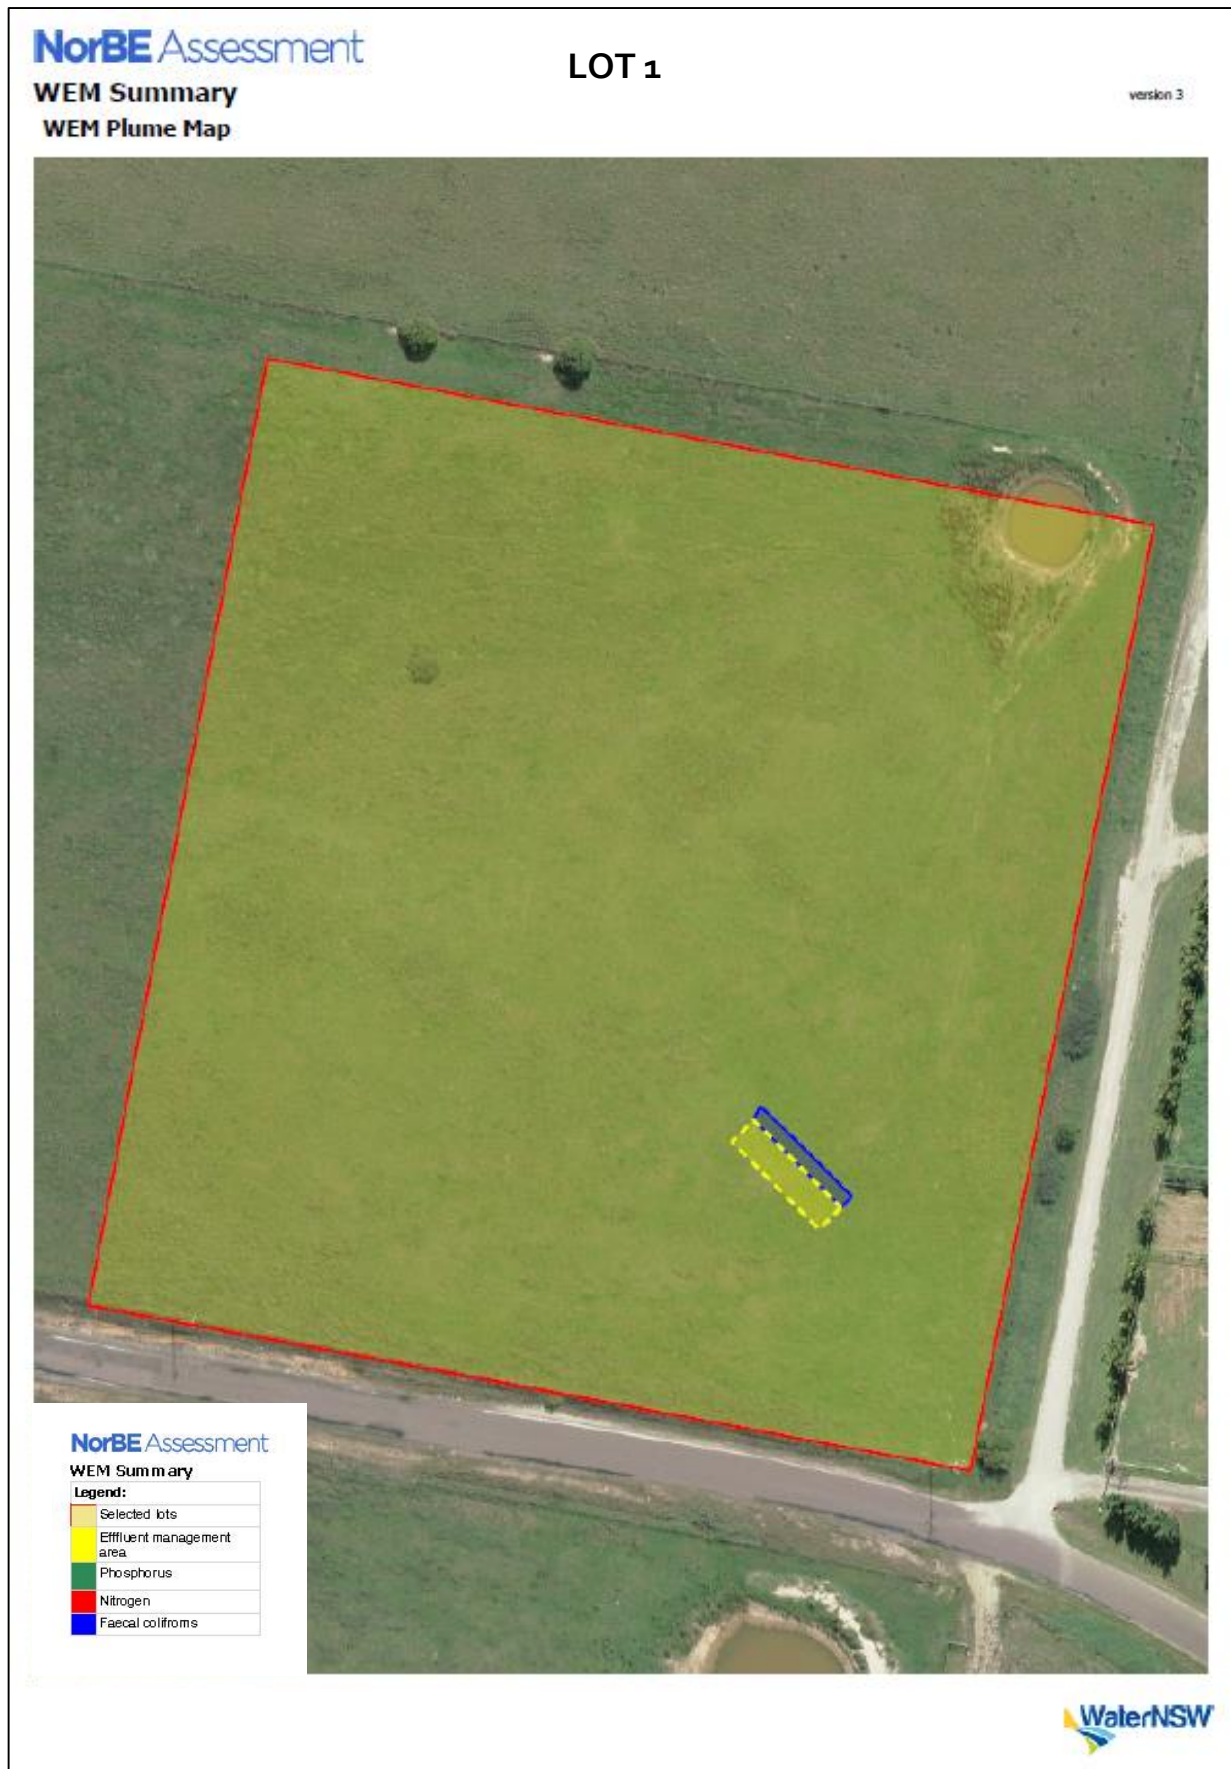 NorBE Assessment
LOT 1
WEM Summary
version 3
WEM Plume Map
NorBE Assessment
WEM Summary
Legend:
Selected lots
Efffluent management
area
Phosphorus
Nitrogen
Faecal colifroms
WaterNSW